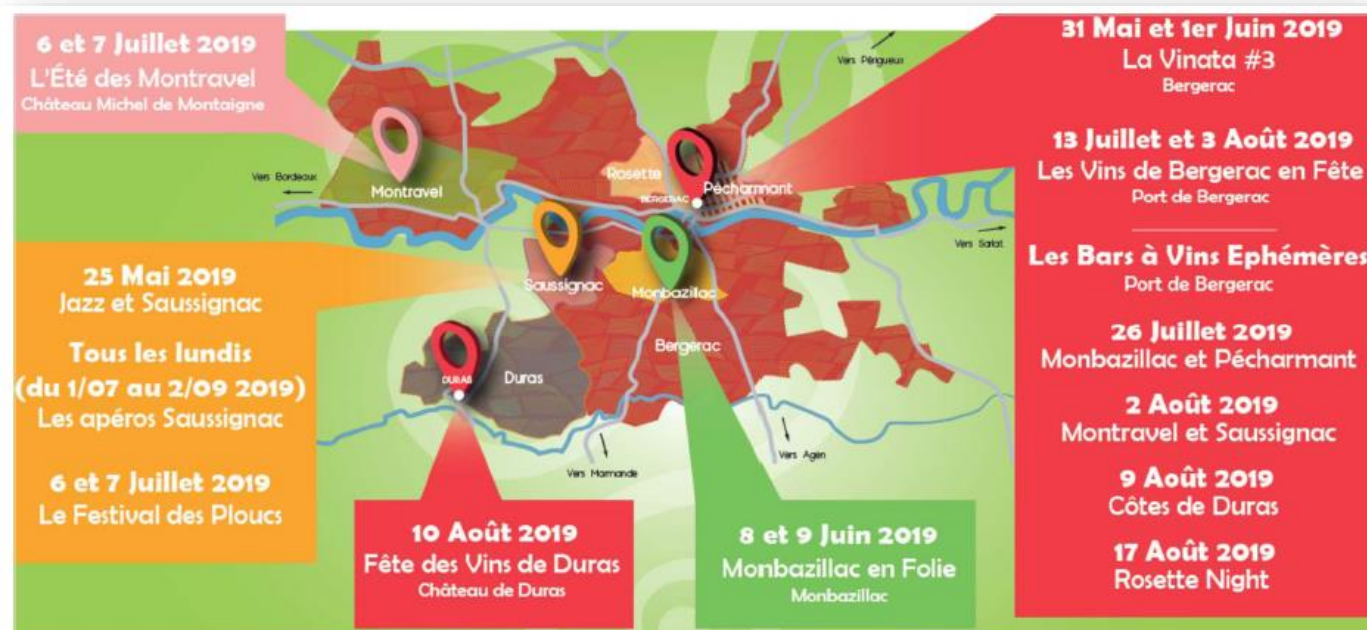 6 et 7 Juillet 2019
L'Été des Montravel
Château Michel de Montaigne
25 Mai 2019
Jazz et Saussignac
Tous les lundis
(du 1/07 au 2/09 2019)
Les apéros Saussignac
6 et 7 Juillet 2019
Le Festival des Ploucs
Vers Périgueux
Vers Bordeaux
Montravel
Rosette
Pécharmant
BERGERAC
Vers Sarlat
Saussignac
Monbazillac
Bergerac
DURAS
Duras
Vers Marmande
Vers Agen
10 Août 2019
Fête des Vins de Duras
Château de Duras
8 et 9 Juin 2019
Monbazillac en Folie
Monbazillac
31 Mai et 1er Juin 2019
La Vinata #3
Bergerac
13 Juillet et 3 Août 2019
Les Vins de Bergerac en Fête
Port de Bergerac
Les Bars à Vins Ephémères
Port de Bergerac
26 Juillet 2019
Monbazillac et Pécharmant
2 Août 2019
Montravel et Saussignac
9 Août 2019
Côtes de Duras
17 Août 2019
Rosette Night